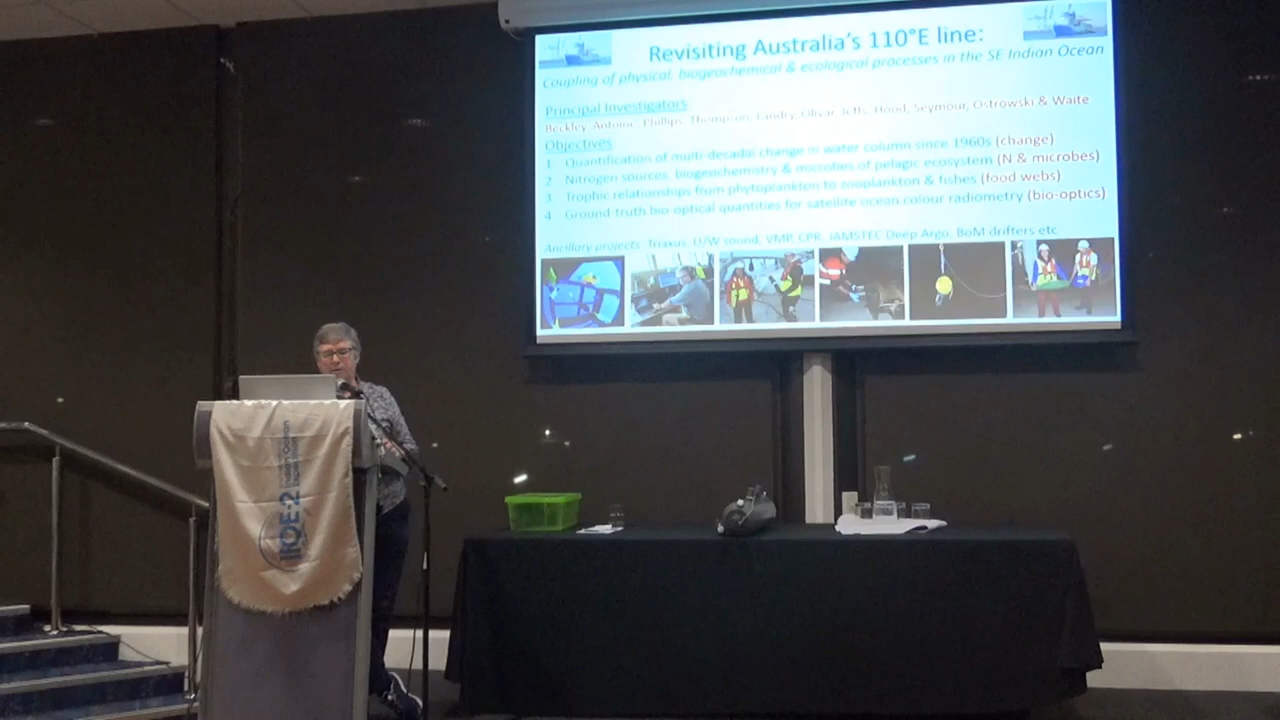 Revisiting Australia's 110°E line:
Coupling of physical, biogeochemical & ecological processes in the SE Indian Ocean
Principal Investigators
Beckley, Antoine, Phillips, Thompson, Landry, Olivar, Jeffs, Hood, Seymour, Ostrowski & Waite
Objectives
1. Quantification of multi-decadal change in water column since 1960s (change)
2. Nitrogen sources, biogeochemistry & microbes of pelagic ecosystem (N & microbes)
3. Trophic relationships from phytoplankton to zooplankton & fishes (food webs)
4. Ground-truth bio-optical quantities for satellite ocean colour radiometry (bio-optics)
Ancillary projects: Triaxus, U/W sound, VMP, CPR, JAMSTEC Deep Argo, BoM drifters etc
IIOE-2
Indian Ocean
Expedition